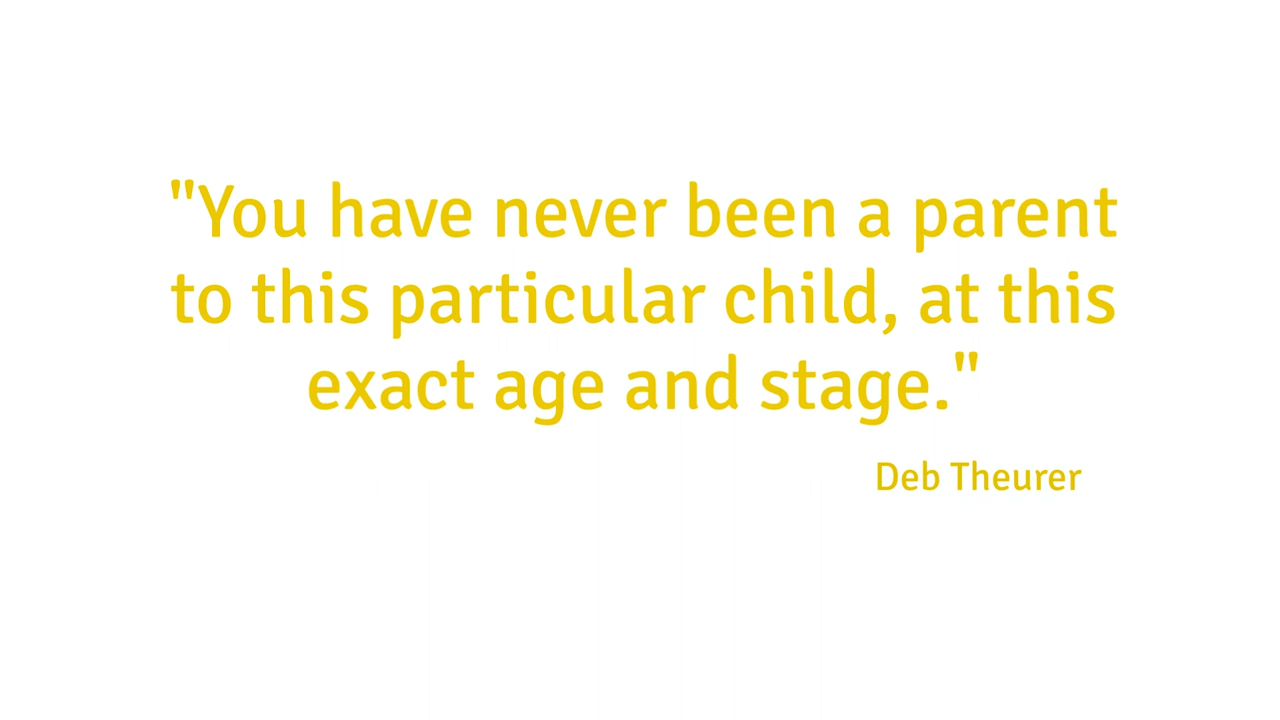 "You have never been a parent
to this particular child, at this
exact age and stage."
Deb Theurer